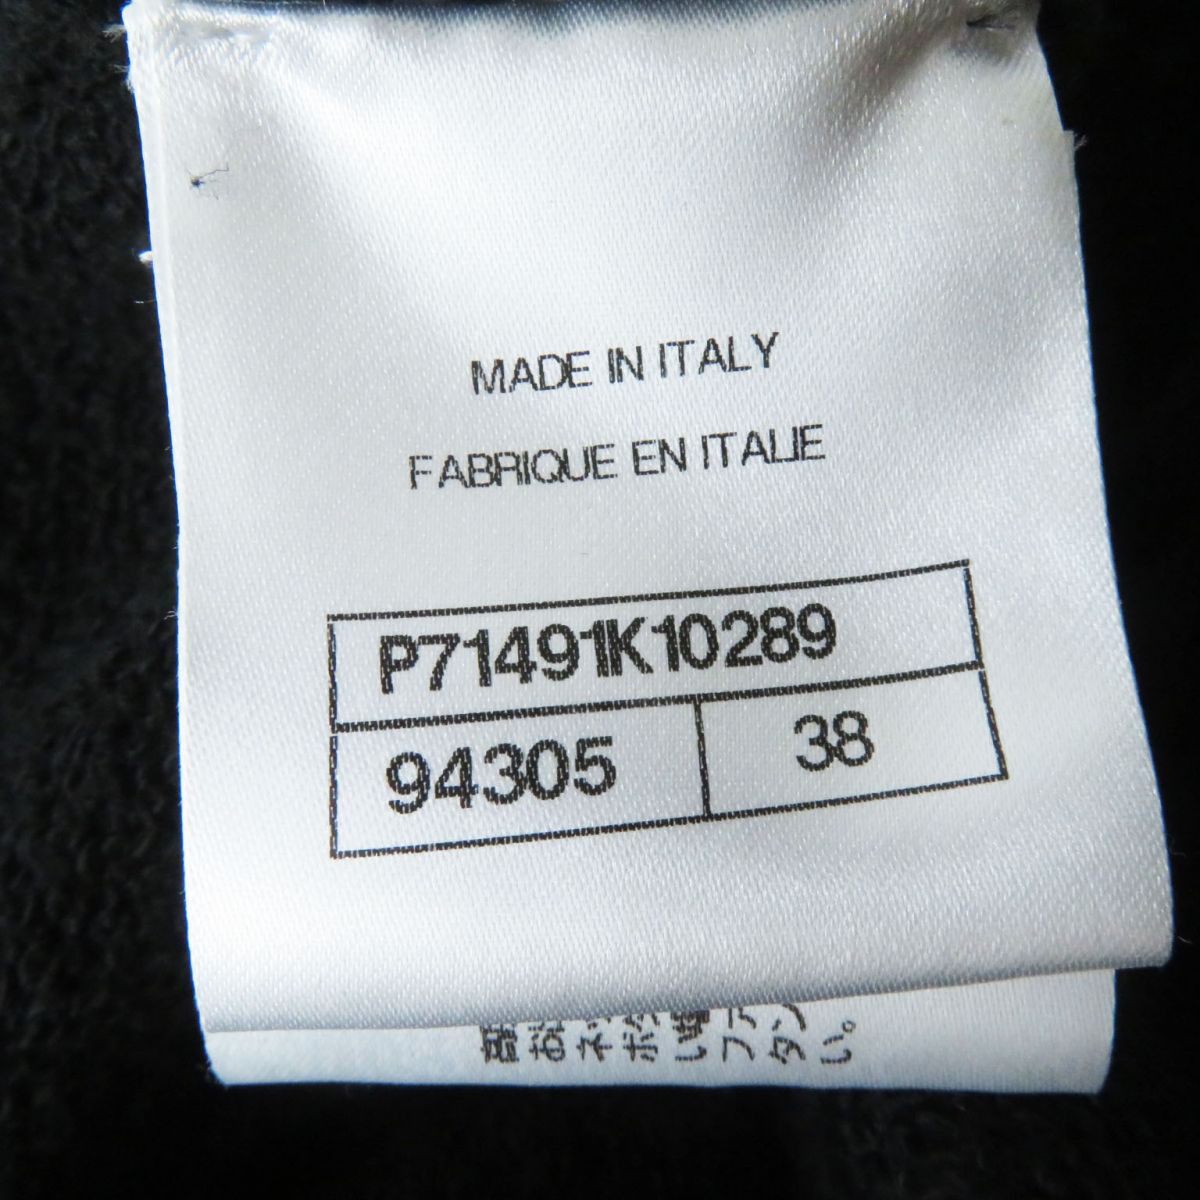 MADE IN ITALY
FABRIQUE EN ITALIE
P71491K10289
94305 38